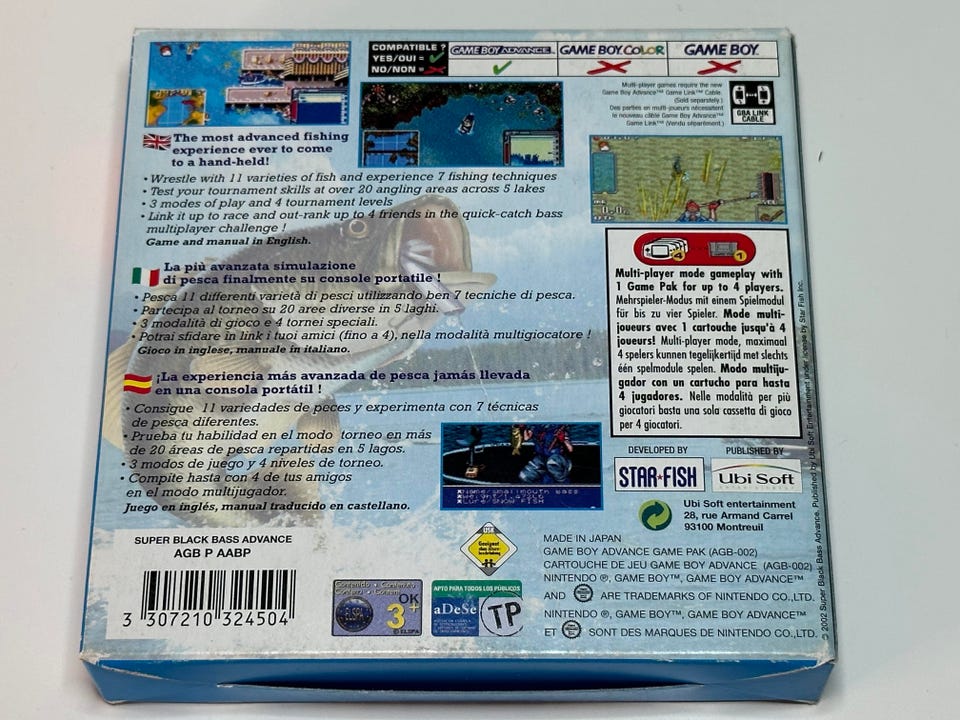 COMPATIBLE ?
YES/OUI =
NO/NON =
GAME BOY ADVANCE
GAME BOY COLOR
GAME BOY
Multi-player games require the new
Game Boy Advance™ Game Link™ Cable.
(Sold separately.)
Des parties en multi-joueurs nécessitent
le nouveau câble Game Boy Advance™
Game Link™ (Vendu séparément.)
GBA LINK
CABLE
The most advanced fishing
experience ever to come
to a hand-held!
• Wrestle with 11 varieties of fish and experience 7 fishing techniques
• Test your tournament skills at over 20 angling areas across 5 lakes
• 3 modes of play and 4 tournament levels
• Link it up to race and out-rank up to 4 friends in the quick-catch bass
multiplayer challenge !
Game and manual in English.
La più avanzata simulazione
di pesca finalmente su console portatile !
• Pesca 11 differenti varietà di pesci utilizzando ben 7 tecniche di pesca.
• Partecipa al torneo su 20 aree diverse in 5 laghi.
• 3 modalità di gioco e 4 tornei speciali.
• Potrai sfidare in link i tuoi amici (fino a 4), nella modalità multigiocatore !
Gioco in inglese, manuale in italiano.
¡La experiencia más avanzada de pesca jamás llevada
en una consola portátil !
• Consigue 11 variedades de peces y experimenta con 7 técnicas
de pesca diferentes.
• Prueba tu habilidad en el modo torneo en más
de 20 áreas de pesca repartidas en 5 lagos.
• 3 modos de juego y 4 niveles de torneo.
• Compite hasta con 4 de tus amigos
en el modo multijugador.
Juego en inglés, manual traducido en castellano.
4
1
Multi-player mode gameplay with
1 Game Pak for up to 4 players.
Mehrspieler-Modus mit einem Spielmodul
für bis zu vier Spieler. Mode multi-
joueurs avec 1 cartouche jusqu'à 4
joueurs! Multi-player mode, maximaal
4 spelers kunnen tegelijkertijd met slechts
één spelmodule spelen. Modo multiju-
gador con un cartucho para hasta
4 jugadores. Nelle modalità per più
giocatori basta una sola cassetta di gioco
per 4 giocatori.
DEVELOPED BY
PUBLISHED BY
STAR★FISH
Ubi Soft
ENTERTAINMENT
Ubi Soft entertainment
28, rue Armand Carrel
93100 Montreuil
SUPER BLACK BASS ADVANCE
AGB P AABP
3 307210 324504
Contenido • Contenuto
ELSPA
OK
3+
© ELSPA
APTO PARA TODOS LOS PÚBLICOS
aDeSe
TP
MADE IN JAPAN
GAME BOY ADVANCE GAME PAK (AGB-002)
CARTOUCHE DE JEU GAME BOY ADVANCE (AGB-002)
NINTENDO ®, GAME BOY™, GAME BOY ADVANCE™
AND ARE TRADEMARKS OF NINTENDO CO.,LTD.
NINTENDO ®, GAME BOY™, GAME BOY ADVANCE™
ET SONT DES MARQUES DE NINTENDO CO.,LTD.
© 2002 Super Black Bass Advance. Published by Ubi Soft Entertainment under license by Star Fish Inc.